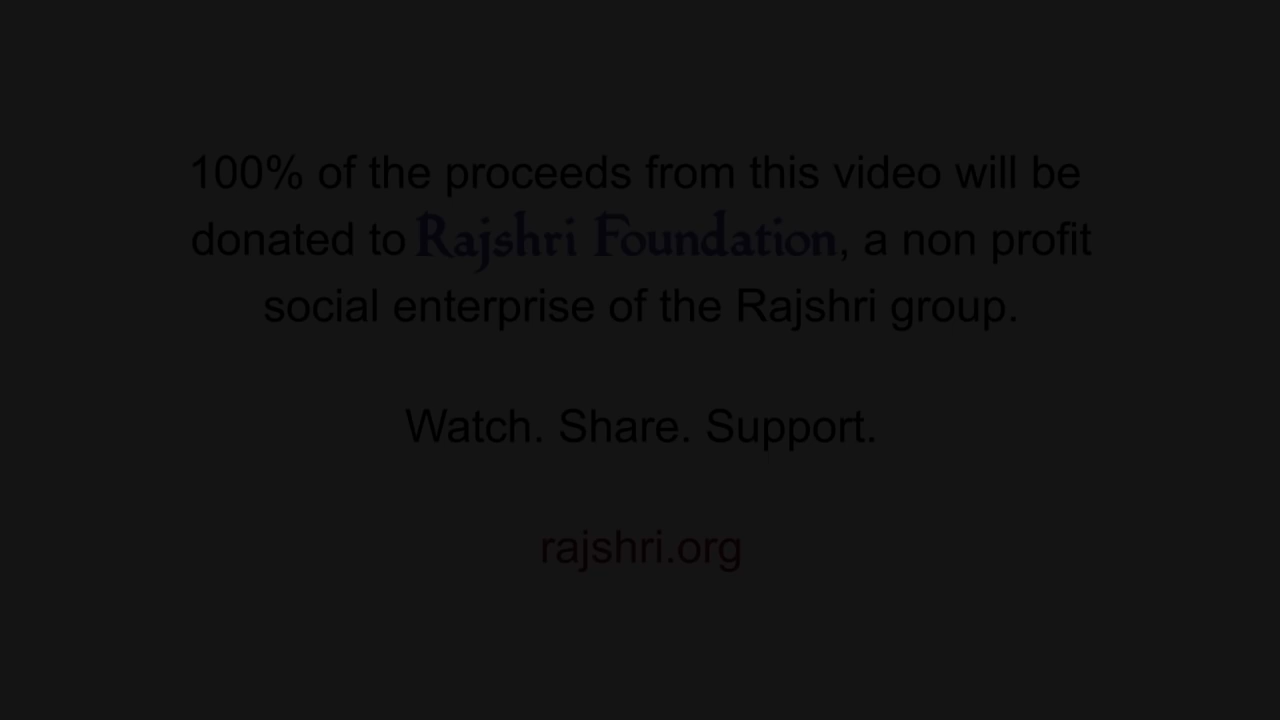 100% of the proceeds from this video will be
donated to Rajshri Foundation, a non profit
social enterprise of the Rajshri group.
Watch. Share. Support.
rajshri.org